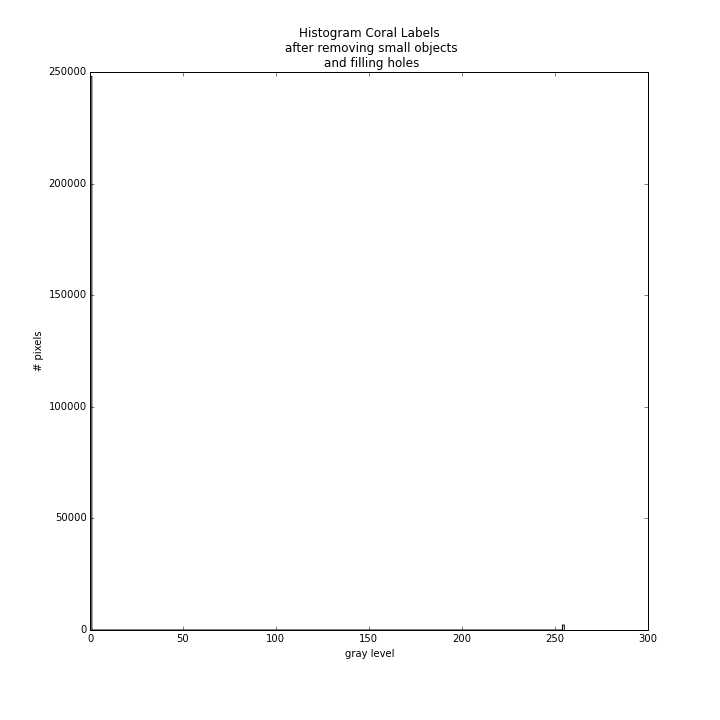 Histogram Coral Labels
after removing small objects
and filling holes
250000
200000
150000
100000
50000
0
# pixels
0 50 100 150 200 250 300
gray level